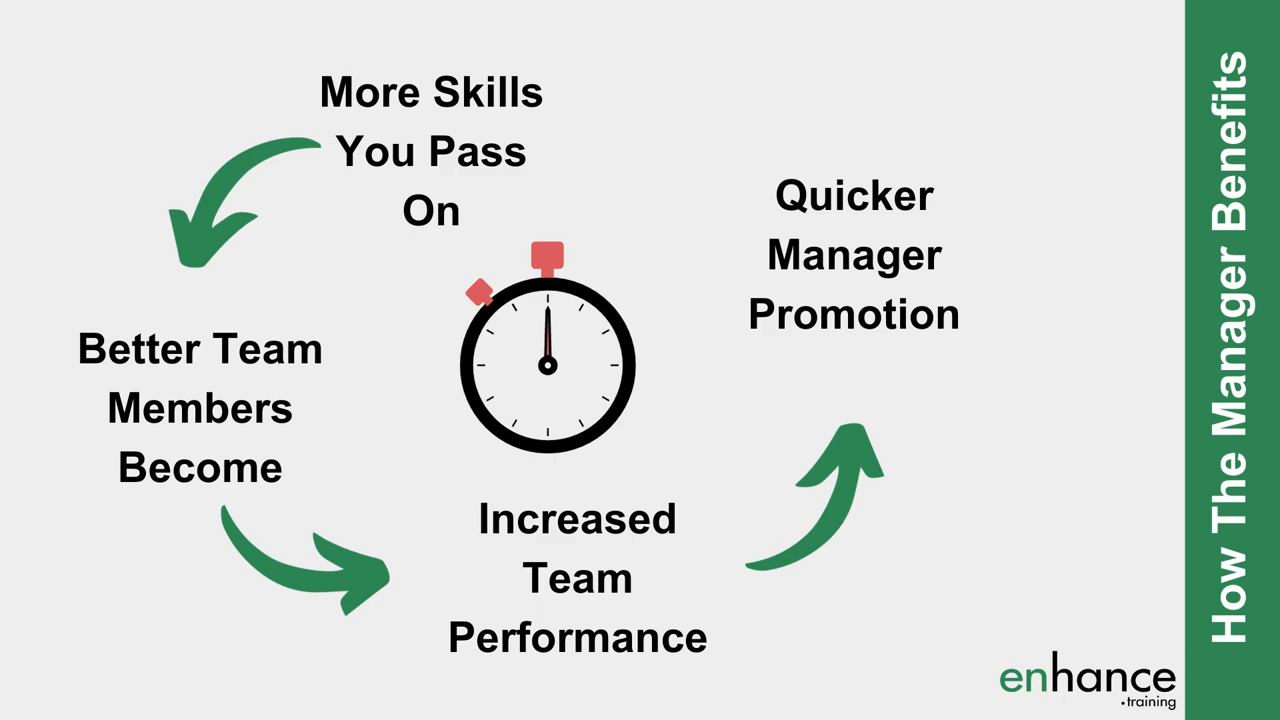 More Skills
You Pass
On
Better Team
Members
Become
Increased
Team
Performance
Quicker
Manager
Promotion
How The Manager Benefits
enhance
.training